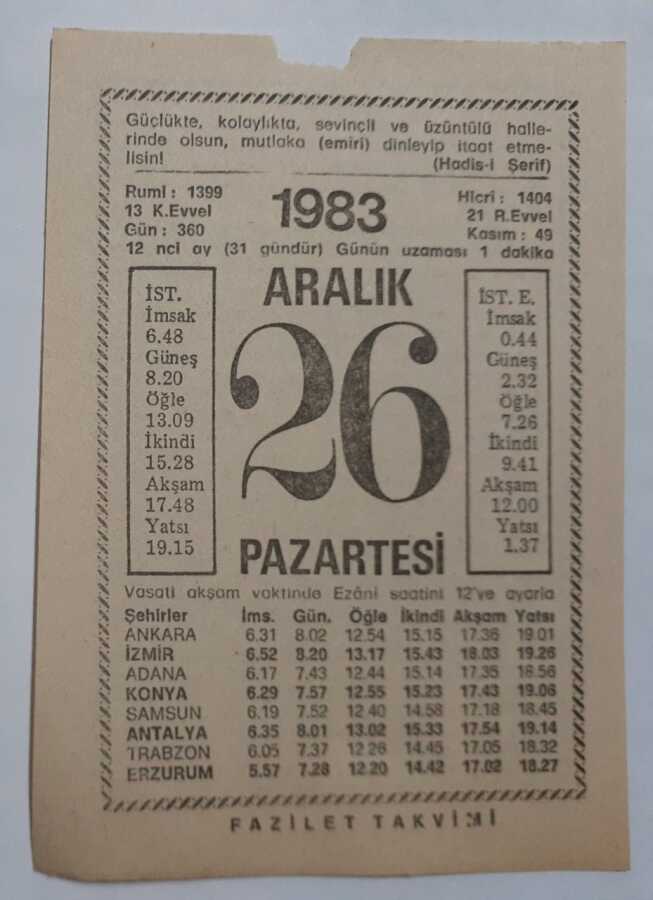 Güçlükte, kolaylıkta, sevinçli ve üzüntülü halle-
rinde olsun, mutlaka (emiri) dinleyip itaat etme-
lisin!
(Hadis-i Şerif)
Rumî : 1399
13 K.Evvel
Gün : 360
1983
Hicrî : 1404
21 R.Evvel
Kasım : 49
12 nci ay (31 gündür) Günün uzaması 1 dakika
ARALIK
26
PAZARTESİ
İST.
İmsak
6.48
Güneş
8.20
Öğle
13.09
İkindi
15.28
Akşam
17.48
Yatsı
19.15
İST. E.
İmsak
0.44
Güneş
2.32
Öğle
7.26
İkindi
9.41
Akşam
12.00
Yatsı
1.37
Vasati akşam vaktinde Ezânî saatini 12'ye ayarla
Şehirler İms. Gün. Öğle İkindi Akşam Yatsı
ANKARA 6.31 8.02 12.54 15.15 17.36 19.01
İZMİR 6.52 8.20 13.17 15.43 18.03 19.26
ADANA 6.17 7.43 12.44 15.14 17.35 18.56
KONYA 6.29 7.57 12.55 15.23 17.43 19.06
SAMSUN 6.19 7.52 12.40 14.58 17.18 18.45
ANTALYA 6.35 8.01 13.02 15.33 17.54 19.14
TRABZON 6.05 7.37 12.26 14.45 17.05 18.32
ERZURUM 5.57 7.28 12.20 14.42 17.02 18.27
FAZİLET TAKVİMİ